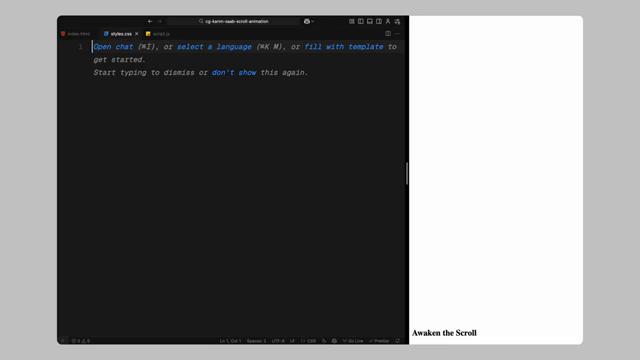 cg-karim-saab-scroll-animation
index.html
styles.css
script.js
1
Open chat (⌘I), or select a language (⌘K M), or fill with template to
get started.
Start typing to dismiss or don't show this again.
Awaken the Scroll
Ln 1, Col 1
Spaces: 2
UTF-8
LF
CSS
Go Live
Prettier